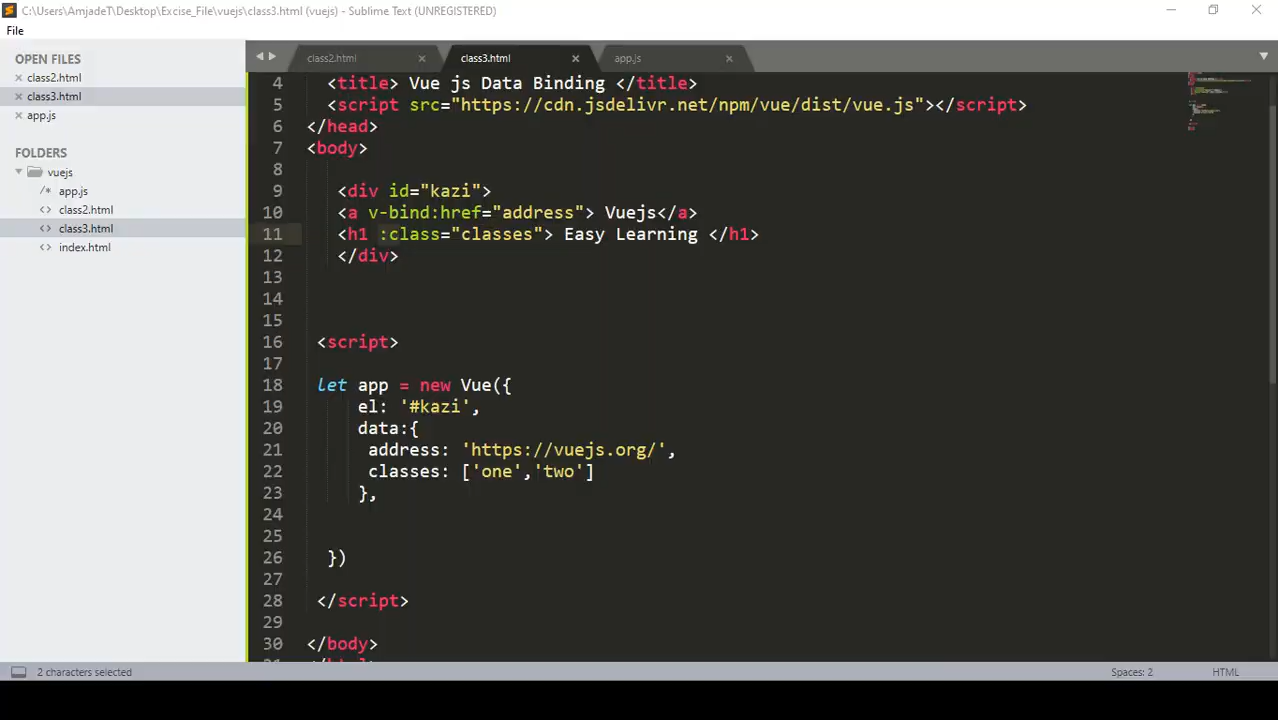 C:\Users\AmjadeT\Desktop\Excise_File\vuejs\class3.html (vuejs) - Sublime Text (UNREGISTERED)
File
OPEN FILES
class2.html
class3.html
app.js
FOLDERS
vuejs
/* app.js
<> class2.html
<> class3.html
<> index.html
class2.html
class3.html
app.js
4 <title> Vue js Data Binding </title>
5 <script src="https://cdn.jsdelivr.net/npm/vue/dist/vue.js"></script>
6 </head>
7 <body>
8
9 <div id="kazi">
10 <a v-bind:href="address"> Vuejs</a>
11 <h1 :class="classes"> Easy Learning </h1>
12 </div>
13
14
15
16 <script>
17
18 let app = new Vue({
19 el: '#kazi',
20 data:{
21 address: 'https://vuejs.org/',
22 classes: ['one','two']
23 },
24
25
26 })
27
28 </script>
29
30 </body>
2 characters selected
Spaces: 2
HTML